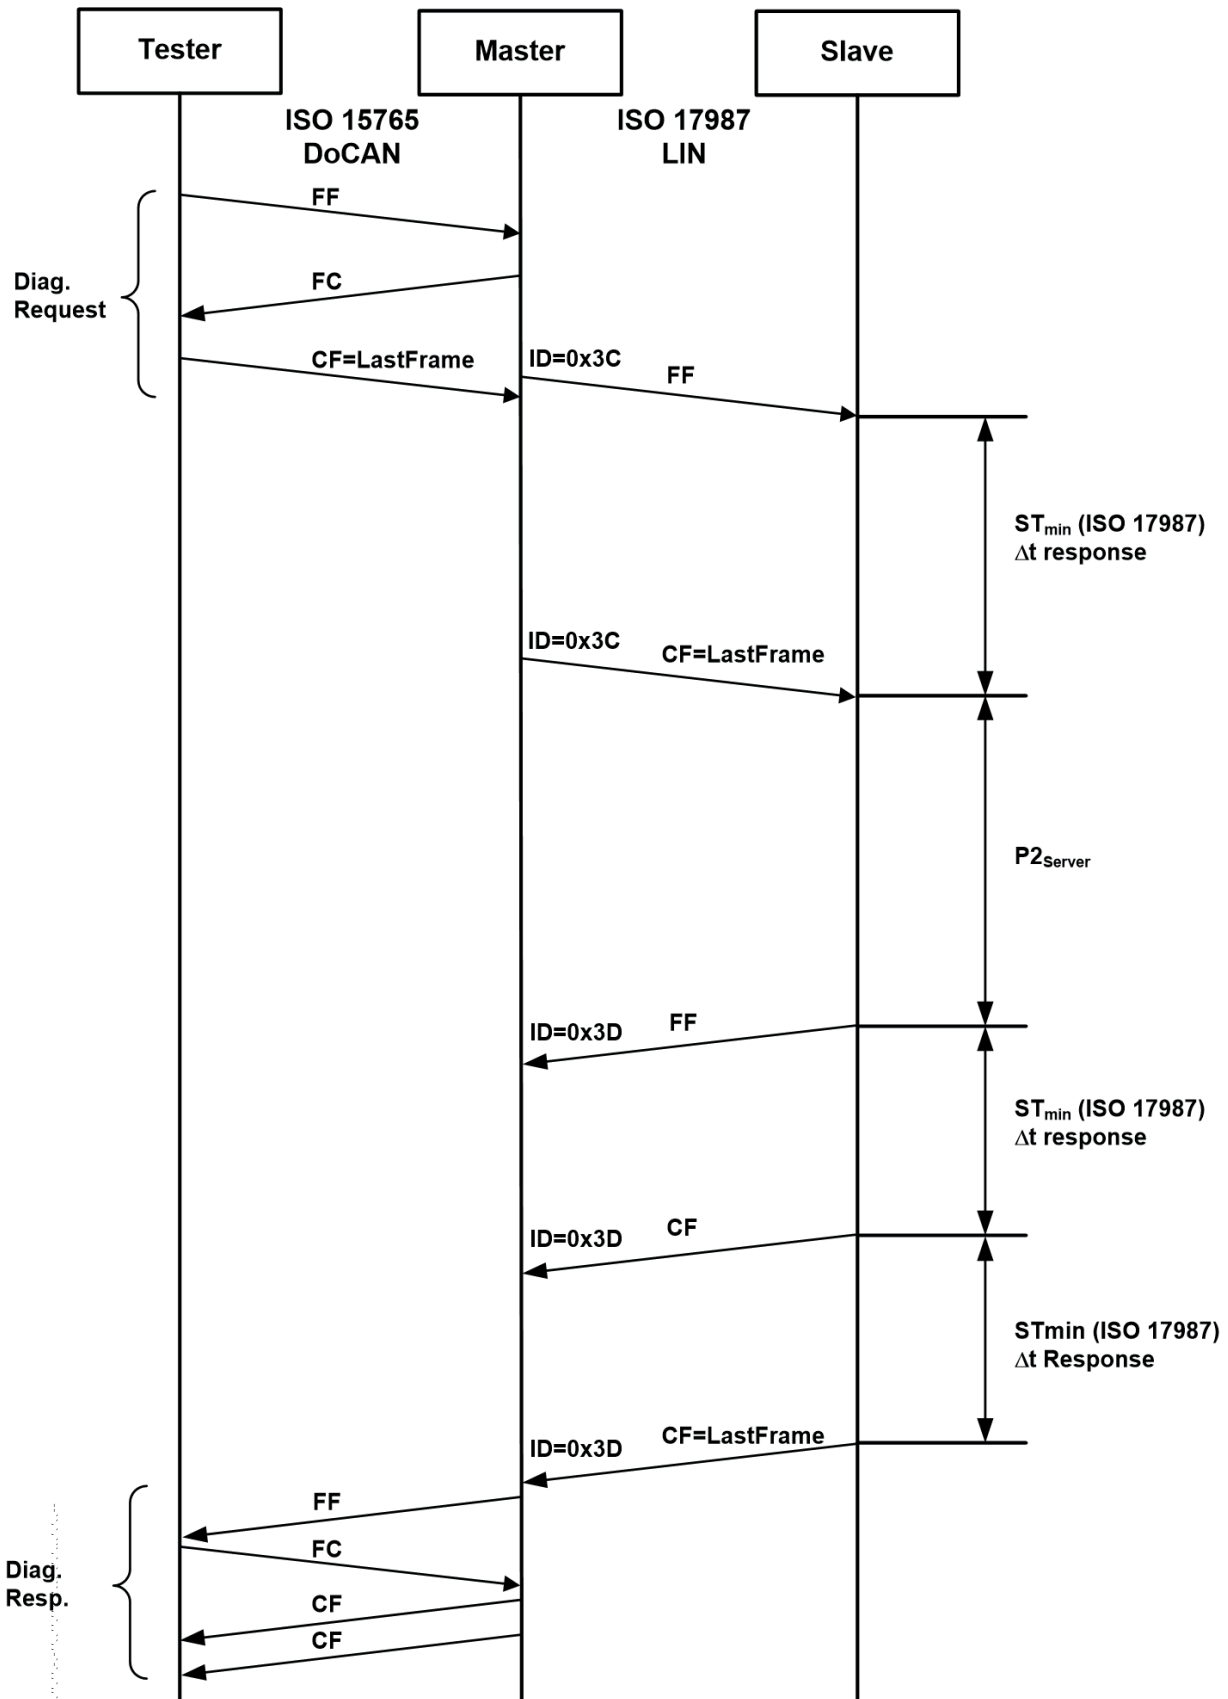 Tester
Master
Slave
ISO 15765
DoCAN
ISO 17987
LIN
FF
Diag.
Request
FC
CF=LastFrame
ID=0x3C
FF
STmin (ISO 17987)
Δt response
ID=0x3C
CF=LastFrame
P2Server
ID=0x3D
FF
STmin (ISO 17987)
Δt response
ID=0x3D
CF
STmin (ISO 17987)
Δt Response
ID=0x3D
CF=LastFrame
FF
FC
Diag.
Resp.
CF
CF